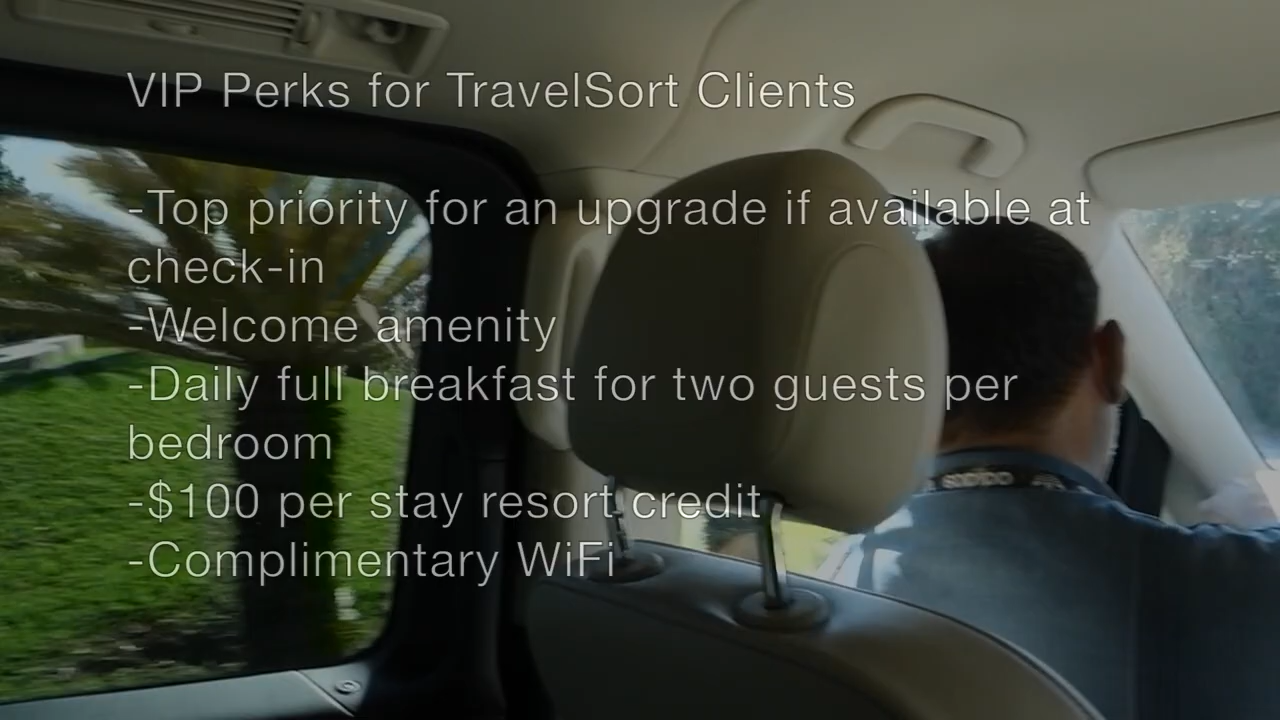 VIP Perks for TravelSort Clients
-Top priority for an upgrade if available at
check-in
-Welcome amenity
-Daily full breakfast for two guests per
bedroom
-$100 per stay resort credit
-Complimentary WiFi